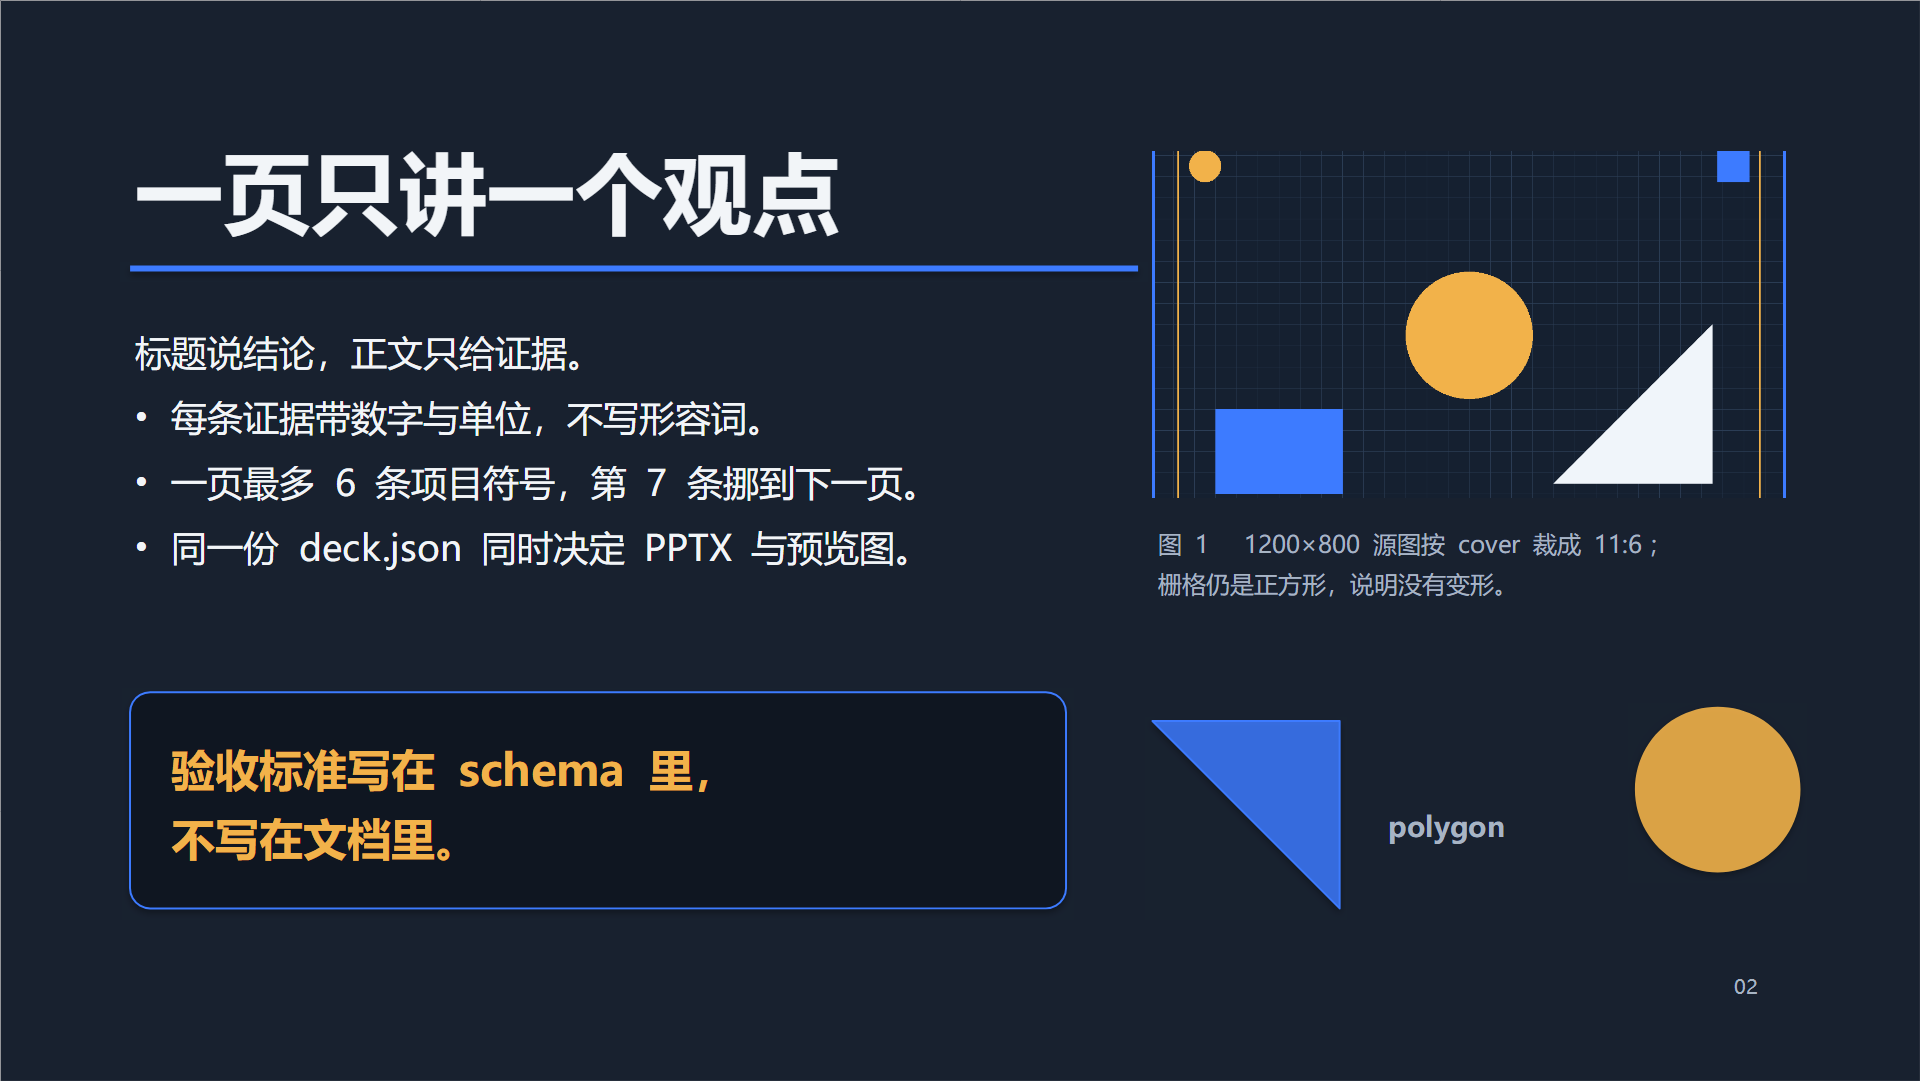 一页只讲一个观点
标题说结论，正文只给证据。
• 每条证据带数字与单位，不写形容词。
• 一页最多 6 条项目符号，第 7 条挪到下一页。
• 同一份 deck.json 同时决定 PPTX 与预览图。
图 1　1200×800 源图按 cover 裁成 11:6；
栅格仍是正方形，说明没有变形。
验收标准写在 schema 里，
不写在文档里。
polygon
02